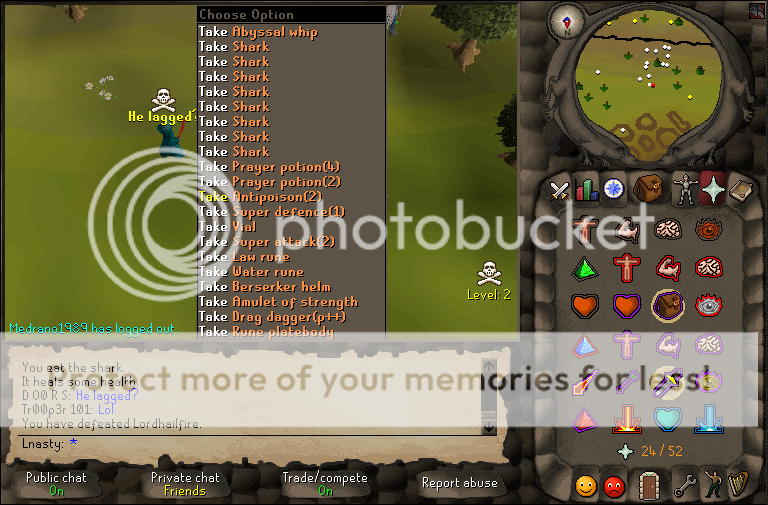 Choose Option
Take Abyssal whip
Take Shark
Take Shark
Take Shark
Take Shark
Take Shark
Take Shark
Take Shark
Take Shark
Take Prayer potion(4)
Take Prayer potion(2)
Take Antipoison(2)
Take Super defence(1)
Take Vial
Take Super attack(2)
Take Law rune
Take Water rune
Take Berserker helm
Take Amulet of strength
Take Drag dagger(p++)
Take Rune platebody
He lagged
photobucket
Level: 2
Medrano1989 has logged out.
Protect more of your memories for less!
You eat the shark.
It heals some health.
D O O R S: He lagged?
Tr00p3r 101: Lol
You have defeated Lordhailfire.
Lnasty: *
24 / 52
Public chat
On
Private chat
Friends
Trade/compete
On
Report abuse